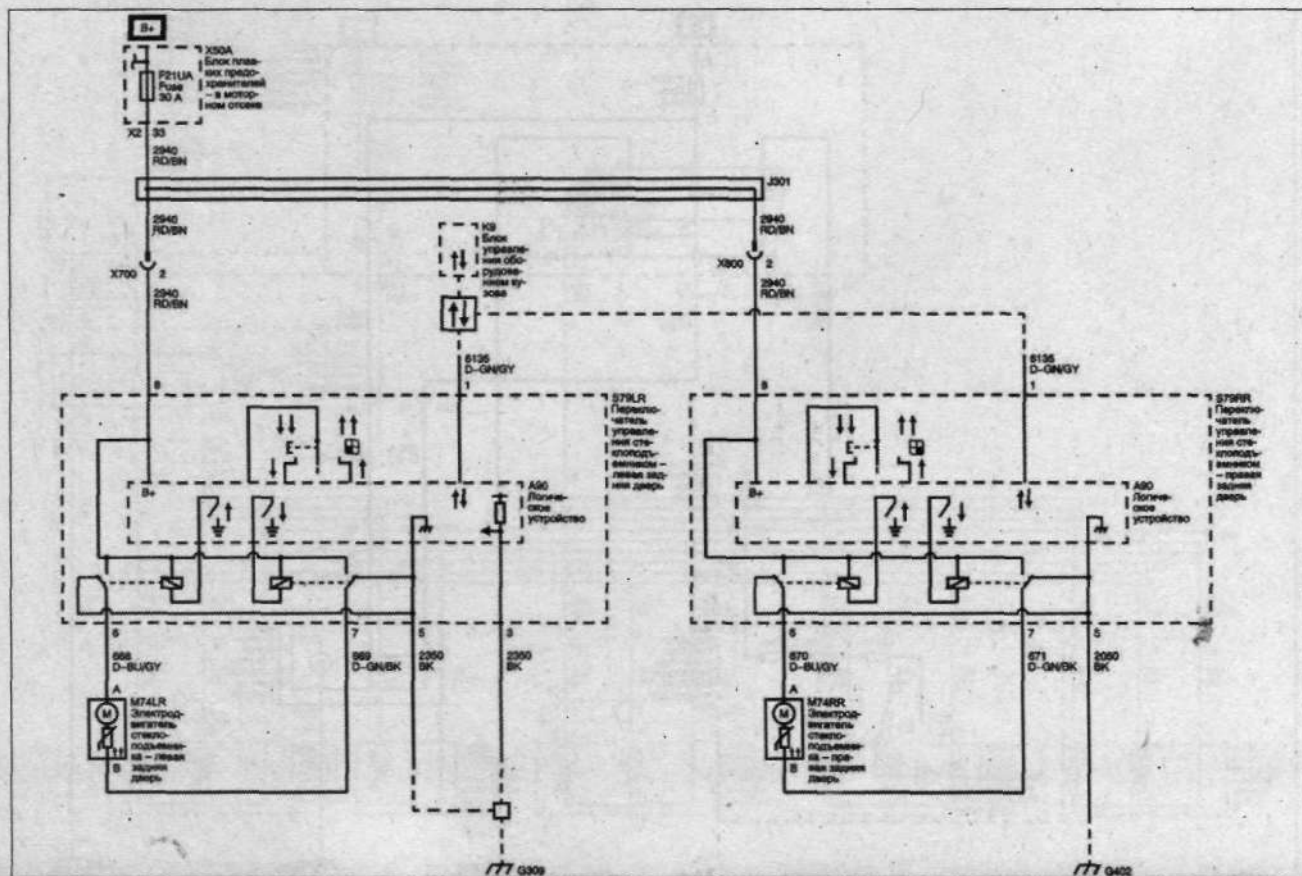 B+
X50A
Блок плав-
ких предо-
хранителей
– в мотор-
ном отсеке
F21UA
Fuse
30 A
X2 33
2940
RD/BN
J301
2940
RD/BN
2940
RD/BN
K9
Блок
управле-
ния обо-
рудова-
нием ку-
зова
X700 2
X800 2
2940
RD/BN
2940
RD/BN
6135
D-GN/GY
6135
D-GN/GY
8
1
8
1
S79LR
Переклю-
чатель
управле-
ния сте-
клоподъ-
емником –
левая зад-
няя дверь
S79RR
Переклю-
чатель
управле-
ния сте-
клоподъ-
емником
– правая
задняя
дверь
B+
A90
Логиче-
ское
устройство
B+
A90
Логиче-
ское
устройство
6 7 5 3
6 7 5
668
D-BU/GY
669
D-GN/BK
2350
BK
2350
BK
670
D-BU/GY
671
D-GN/BK
2050
BK
A
M
B
M74LR
Электрод-
вигатель
стекло-
подъемни-
ка – левая
задняя
дверь
A
M
B
M74RR
Электрод-
вигатель
стекло-
подъемни-
ка – пра-
вая задняя
дверь
G309
G402